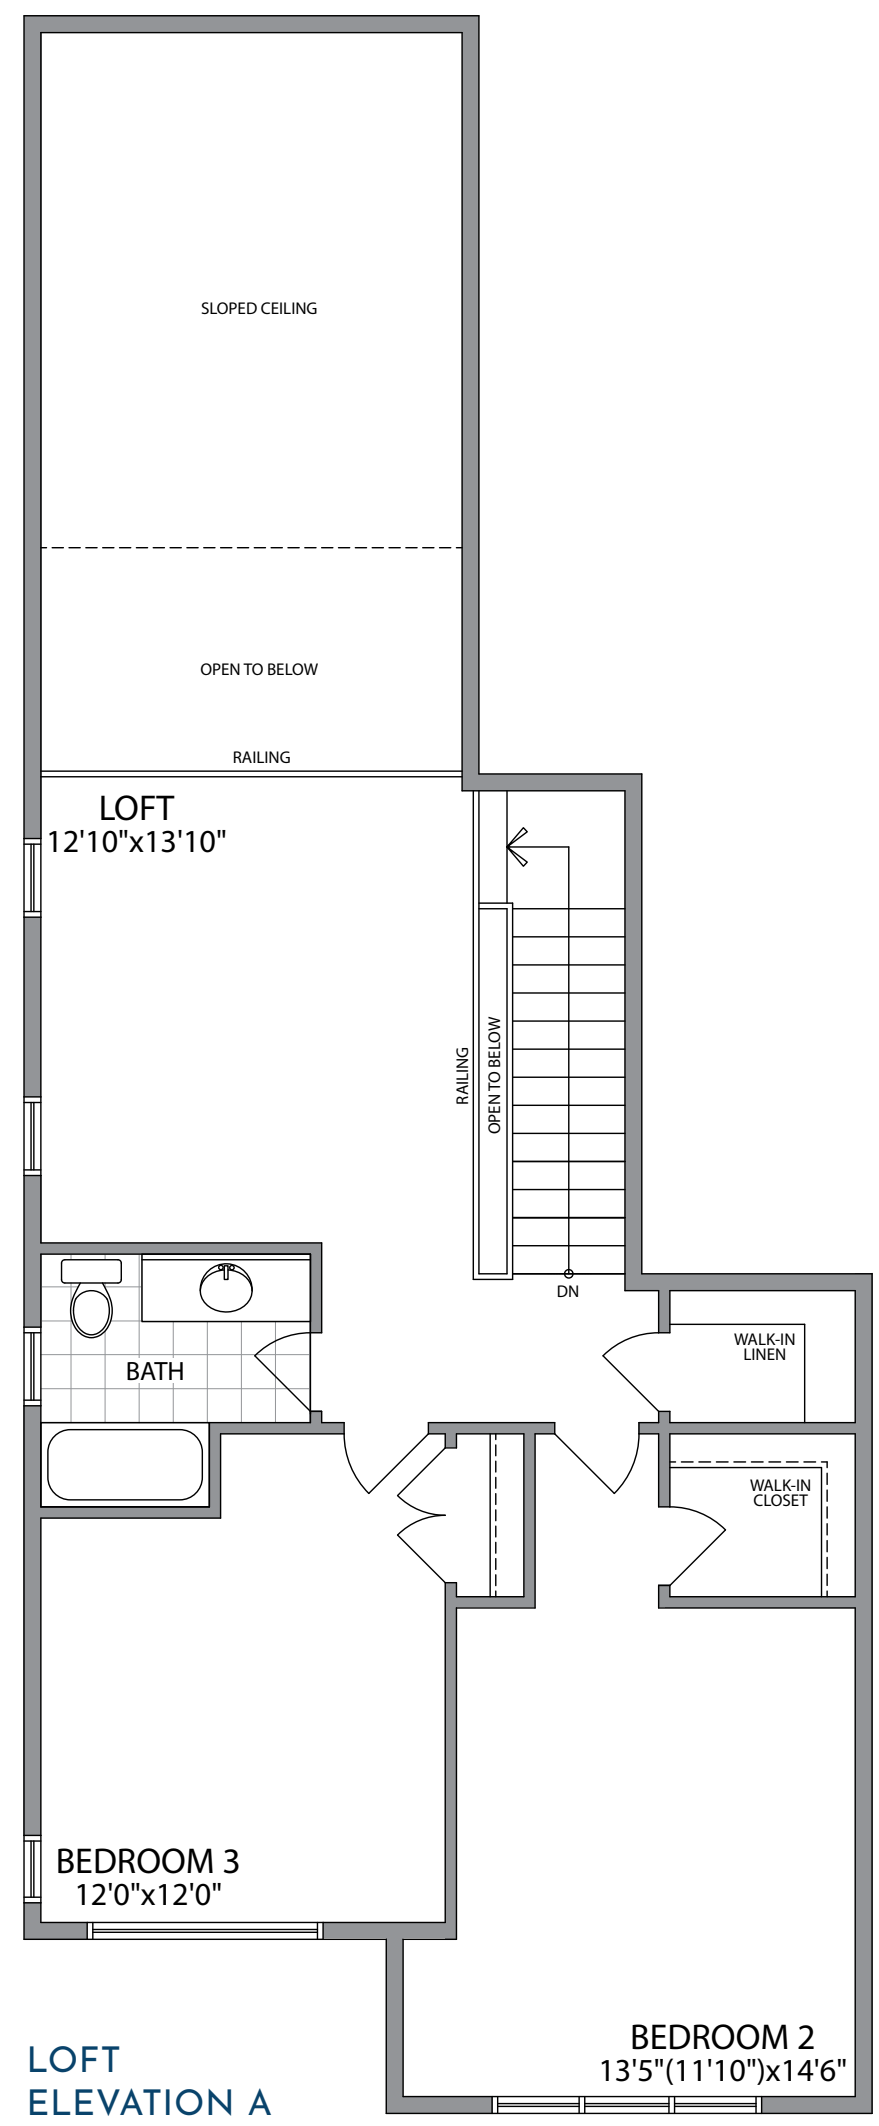 SLOPED CEILING
OPEN TO BELOW
RAILING
LOFT
12'10"x13'10"
RAILING
OPEN TO BELOW
DN
WALK-IN
LINEN
BATH
WALK-IN
CLOSET
BEDROOM 3
12'0"x12'0"
BEDROOM 2
13'5"(11'10")x14'6"
LOFT
ELEVATION A